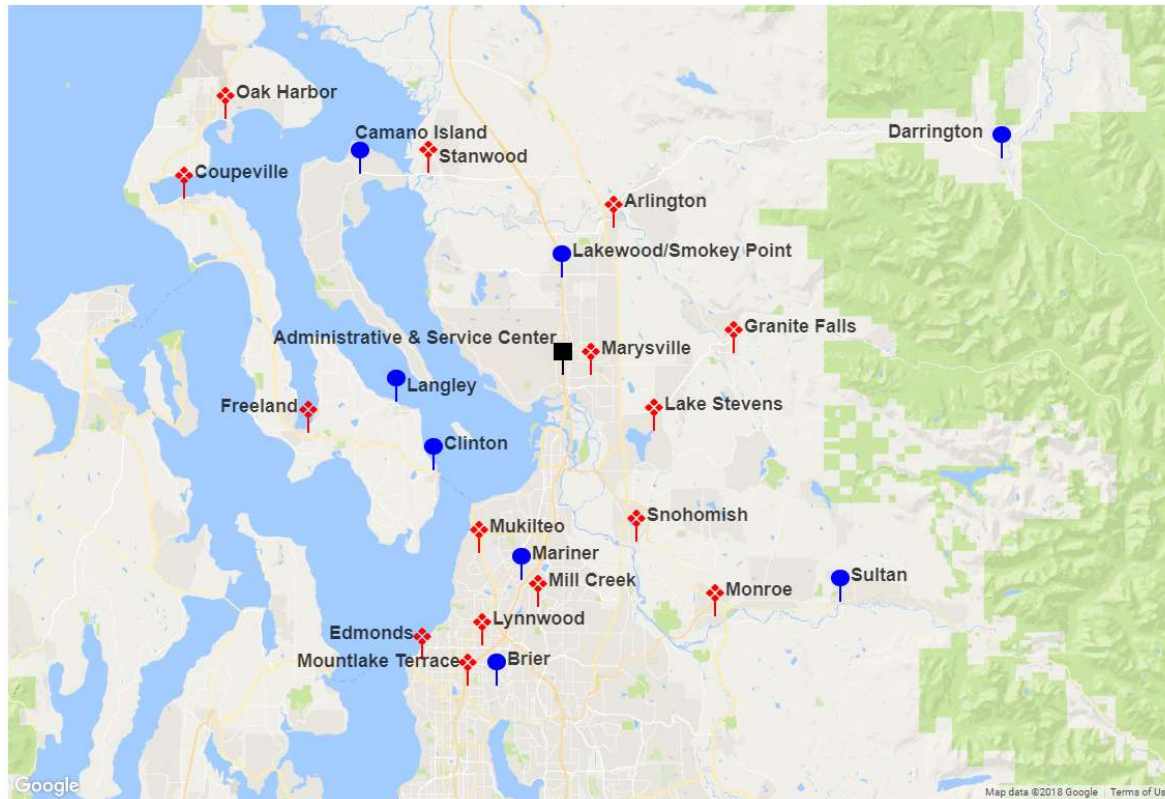 Oak Harbor
Camano Island
Darrington
Stanwood
Coupeville
Arlington
Lakewood/Smokey Point
Granite Falls
Administrative & Service Center
Marysville
Langley
Freeland
Lake Stevens
Clinton
Snohomish
Mukilteo
Mariner
Sultan
Mill Creek
Monroe
Lynnwood
Edmonds
Mountlake Terrace
Brier
Google
Map data ©2018 Google
Terms of Us